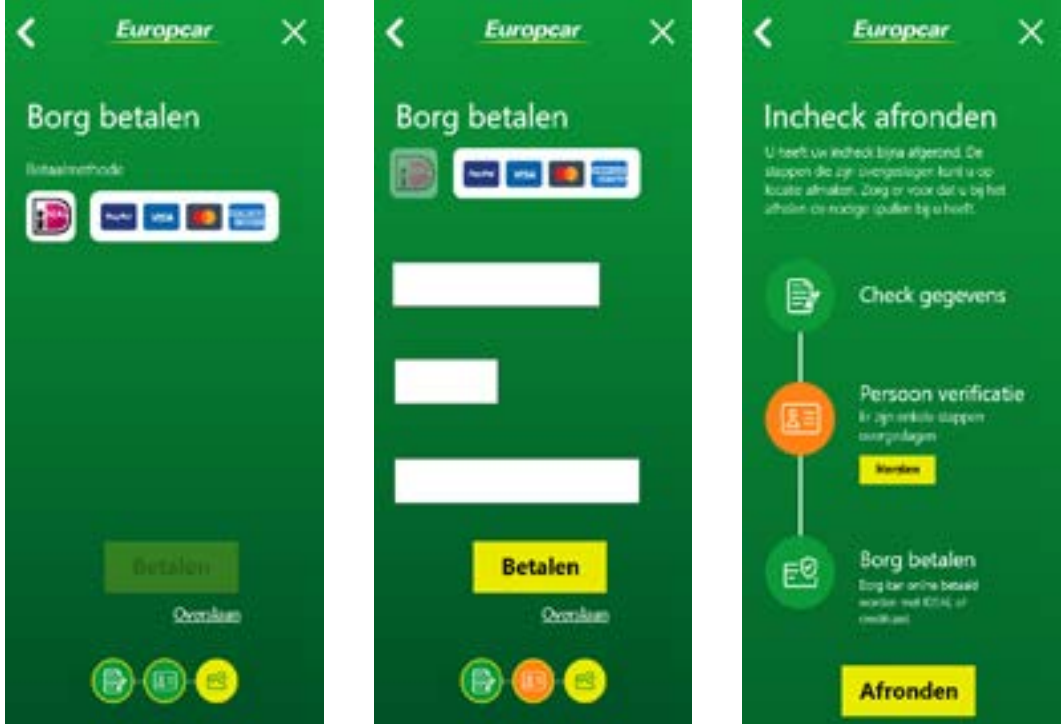 Europcar
Borg betalen
Betaalmethode
iDEAL
PayPal VISA
Betalen
Overslaan
Europcar
Borg betalen
PayPal VISA
Betalen
Overslaan
Europcar
Incheck afronden
U heeft uw incheck bijna afgerond. De
stappen die zijn overgeslagen kunt u op
locatie afmaken. Zorg er voor dat u bij het
afhalen de nodige spullen bij u heeft.
Check gegevens
Persoon verificatie
Er zijn enkele stappen
overgeslagen
Borg betalen
Borg kan online betaald
worden met iDEAL of
creditcard
Afronden